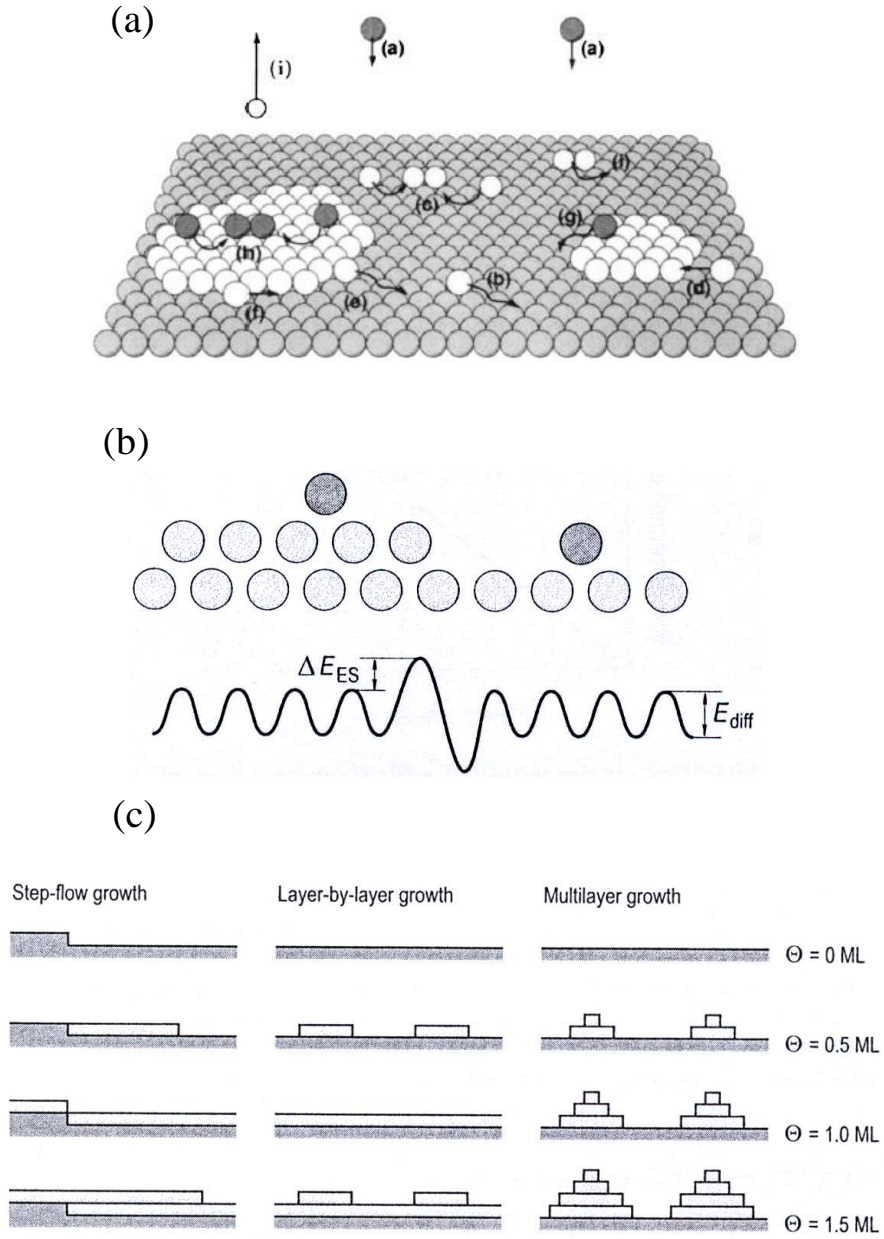 (a)
(i)
(a)
(a)
(c)
(i)
(g)
(h)
(e)
(b)
(d)
(f)
(b)
Δ E_ES
E_diff
(c)
Step-flow growth
Layer-by-layer growth
Multilayer growth
Θ = 0 ML
Θ = 0.5 ML
Θ = 1.0 ML
Θ = 1.5 ML